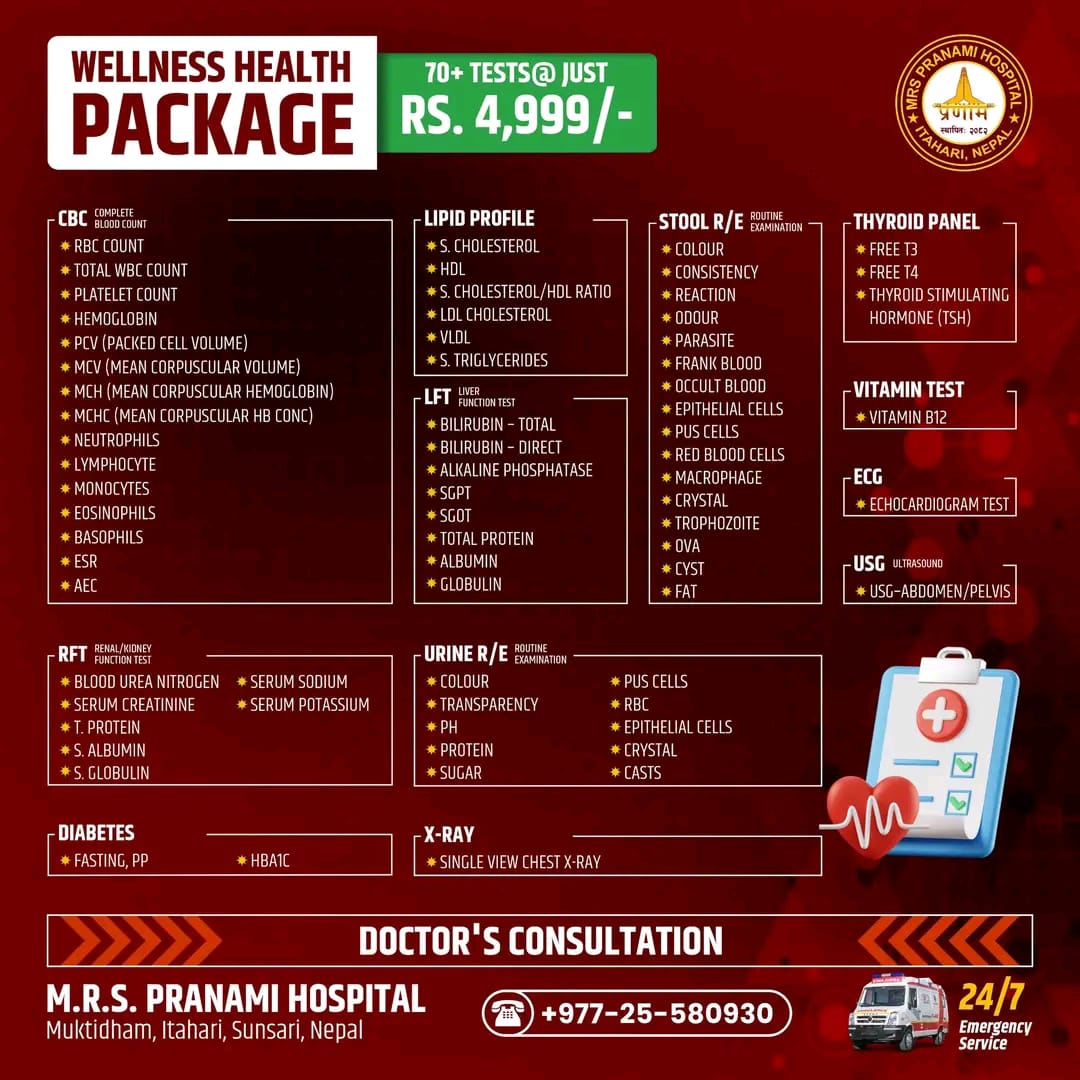 WELLNESS HEALTH
PACKAGE
70+ TESTS@ JUST
RS. 4,999/-
MRS PRANAMI HOSPITAL
प्रणामि
स्थापितः २०८२
ITAHARI, NEPAL
CBC COMPLETE
BLOOD COUNT
RBC COUNT
TOTAL WBC COUNT
PLATELET COUNT
HEMOGLOBIN
PCV (PACKED CELL VOLUME)
MCV (MEAN CORPUSCULAR VOLUME)
MCH (MEAN CORPUSCULAR HEMOGLOBIN)
MCHC (MEAN CORPUSCULAR HB CONC)
NEUTROPHILS
LYMPHOCYTE
MONOCYTES
EOSINOPHILS
BASOPHILS
ESR
AEC
LIPID PROFILE
S. CHOLESTEROL
HDL
S. CHOLESTEROL/HDL RATIO
LDL CHOLESTEROL
VLDL
S. TRIGLYCERIDES
LFT LIVER
FUNCTION TEST
BILIRUBIN – TOTAL
BILIRUBIN – DIRECT
ALKALINE PHOSPHATASE
SGPT
SGOT
TOTAL PROTEIN
ALBUMIN
GLOBULIN
STOOL R/E ROUTINE
EXAMINATION
COLOUR
CONSISTENCY
REACTION
ODOUR
PARASITE
FRANK BLOOD
OCCULT BLOOD
EPITHELIAL CELLS
PUS CELLS
RED BLOOD CELLS
MACROPHAGE
CRYSTAL
TROPHOZOITE
OVA
CYST
FAT
THYROID PANEL
FREE T3
FREE T4
THYROID STIMULATING
HORMONE (TSH)
VITAMIN TEST
VITAMIN B12
ECG
ECHOCARDIOGRAM TEST
USG ULTRASOUND
USG-ABDOMEN/PELVIS
RFT RENAL/KIDNEY
FUNCTION TEST
BLOOD UREA NITROGEN
SERUM CREATININE
T. PROTEIN
S. ALBUMIN
S. GLOBULIN
SERUM SODIUM
SERUM POTASSIUM
URINE R/E ROUTINE
EXAMINATION
COLOUR
TRANSPARENCY
PH
PROTEIN
SUGAR
PUS CELLS
RBC
EPITHELIAL CELLS
CRYSTAL
CASTS
DIABETES
FASTING, PP
HBA1C
X-RAY
SINGLE VIEW CHEST X-RAY
DOCTOR'S CONSULTATION
M.R.S. PRANAMI HOSPITAL
Muktidham, Itahari, Sunsari, Nepal
+977-25-580930
24/7
Emergency
Service